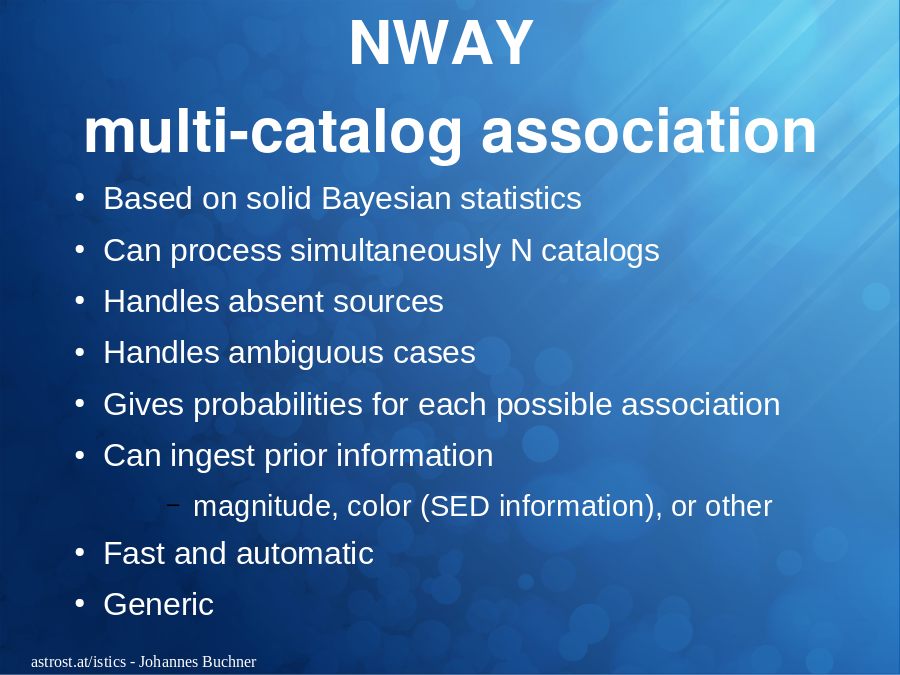 NWAY
multi-catalog association
• Based on solid Bayesian statistics
• Can process simultaneously N catalogs
• Handles absent sources
• Handles ambiguous cases
• Gives probabilities for each possible association
• Can ingest prior information
– magnitude, color (SED information), or other
• Fast and automatic
• Generic
astrost.at/istics - Johannes Buchner